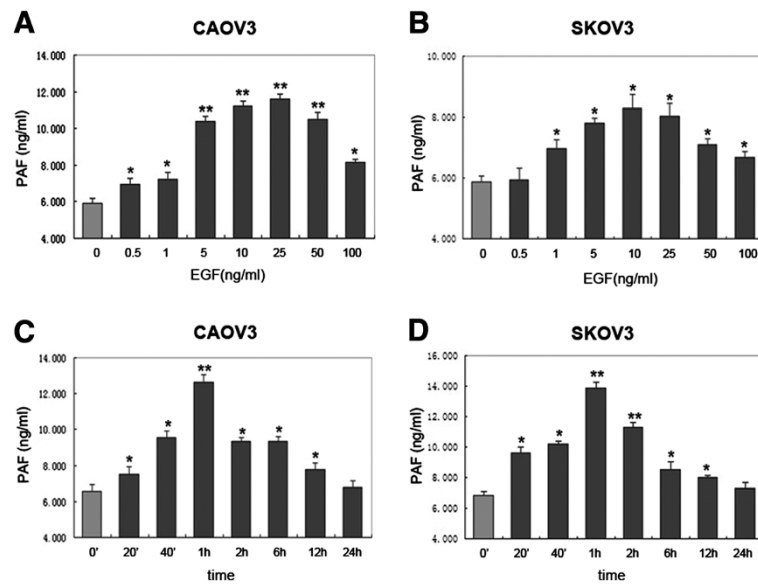 A
CAOV3
PAF (ng/ml)
14.000
12.000
10.000
8.000
6.000
4.000
* * ** ** ** ** *
0 0.5 1 5 10 25 50 100
EGF(ng/ml)
B
SKOV3
PAF (ng/ml)
10.000
8.000
6.000
4.000
* * * * * *
0 0.5 1 5 10 25 50 100
EGF(ng/ml)
C
CAOV3
PAF (ng/ml)
14.000
12.000
10.000
8.000
6.000
4.000
* * ** * * *
0' 20' 40' 1h 2h 6h 12h 24h
time
D
SKOV3
PAF (ng/ml)
16.000
14.000
12.000
10.000
8.000
6.000
4.000
* * ** ** * *
0' 20' 40' 1h 2h 6h 12h 24h
time